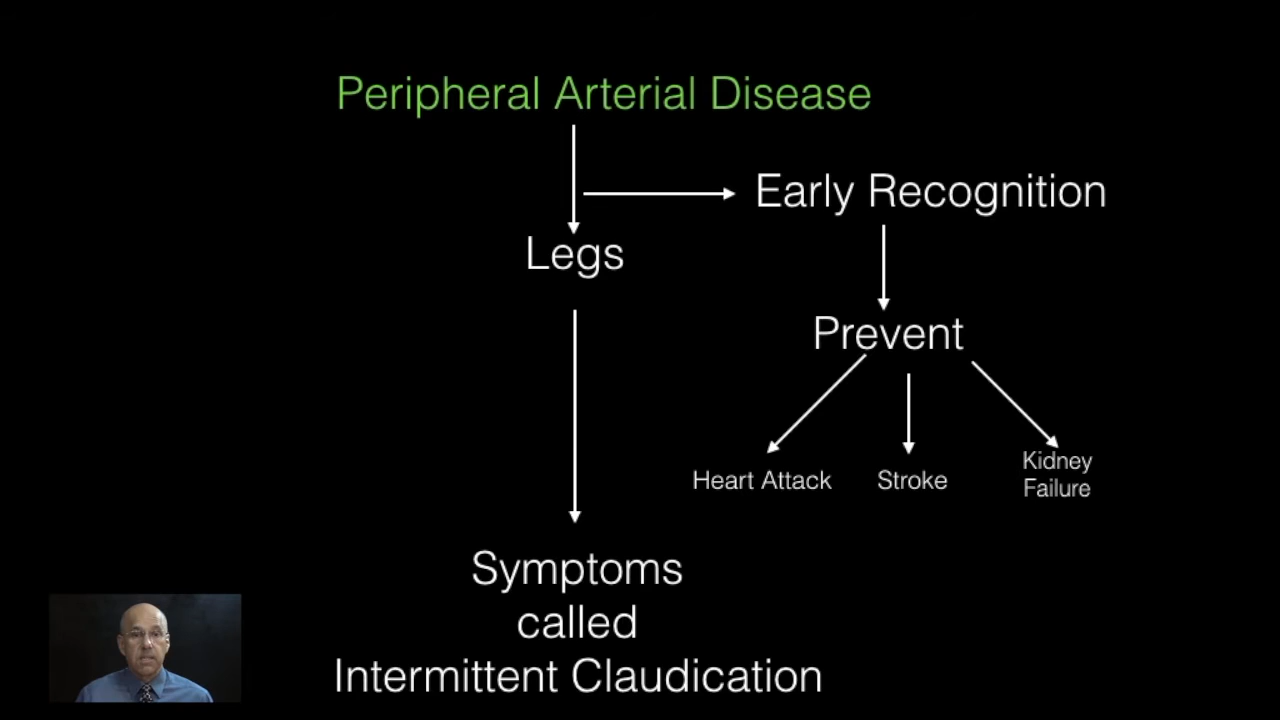 Peripheral Arterial Disease
Early Recognition
Legs
Prevent
Heart Attack
Stroke
Kidney
Failure
Symptoms
called
Intermittent Claudication